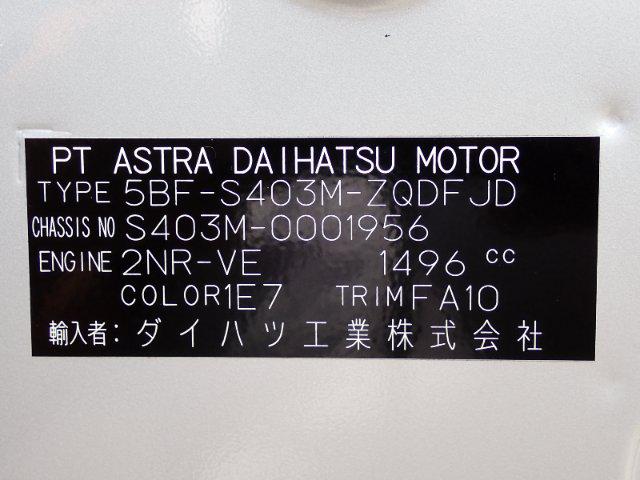 PT ASTRA DAIHATSU MOTOR
TYPE 5BF-S403M-ZQDFJD
CHASSIS NO S403M-0001956
ENGINE 2NR-VE 1496 cc
COLOR 1E7 TRIM FA10
輸入者: ダイハツ工業株式会社